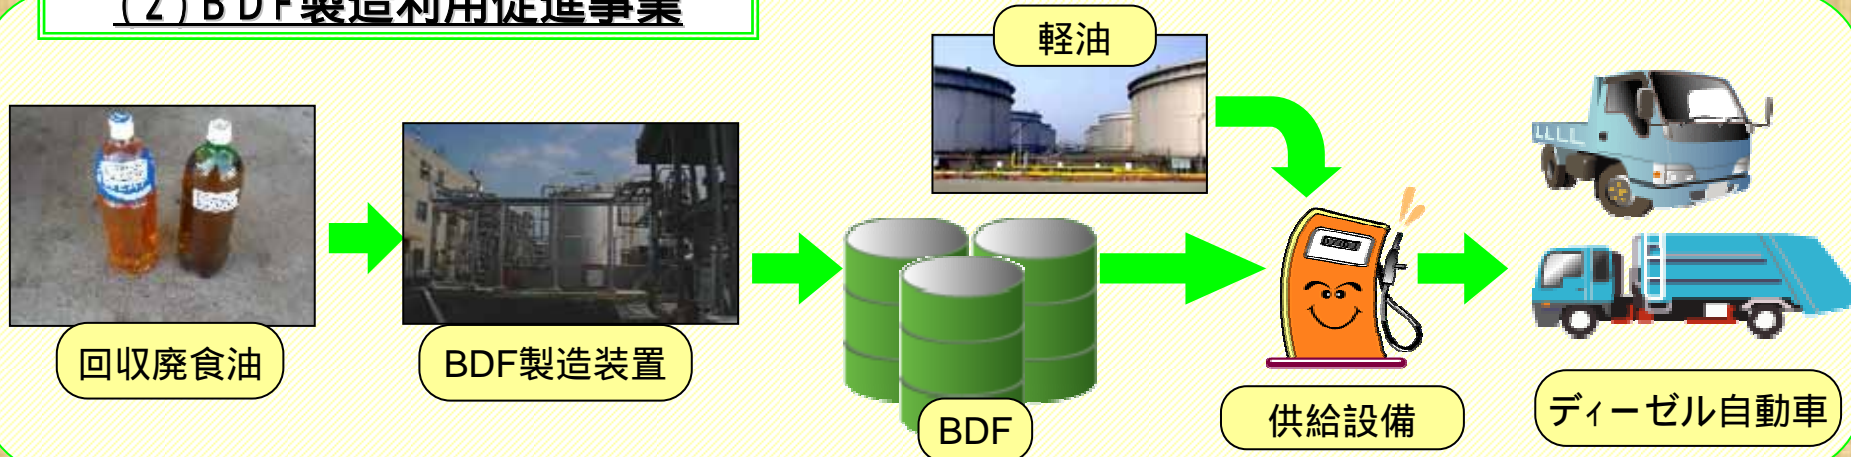 (2)BDF製造利用促進事業
軽油
回収廃食油
BDF製造装置
BDF
供給設備
ディーゼル自動車